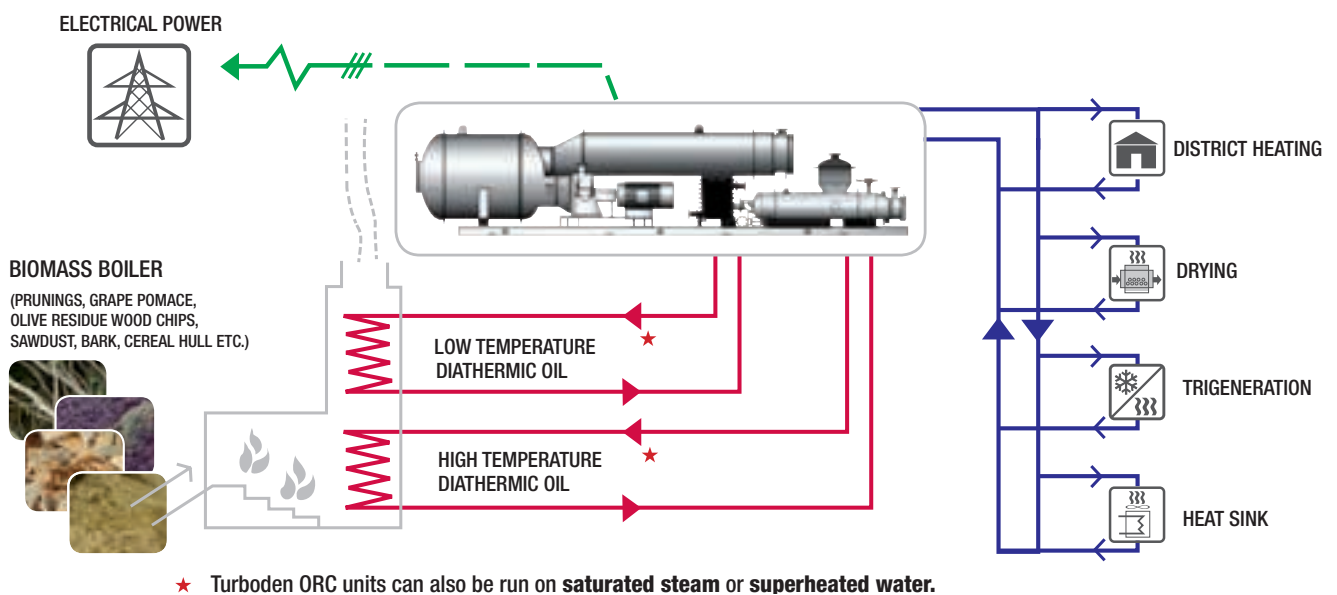 ELECTRICAL POWER
DISTRICT HEATING
BIOMASS BOILER
(PRUNINGS, GRAPE POMACE,
OLIVE RESIDUE WOOD CHIPS,
SAWDUST, BARK, CEREAL HULL ETC.)
DRYING
LOW TEMPERATURE
DIATHERMIC OIL
TRIGENERATION
HIGH TEMPERATURE
DIATHERMIC OIL
HEAT SINK
★ Turboden ORC units can also be run on saturated steam or superheated water.